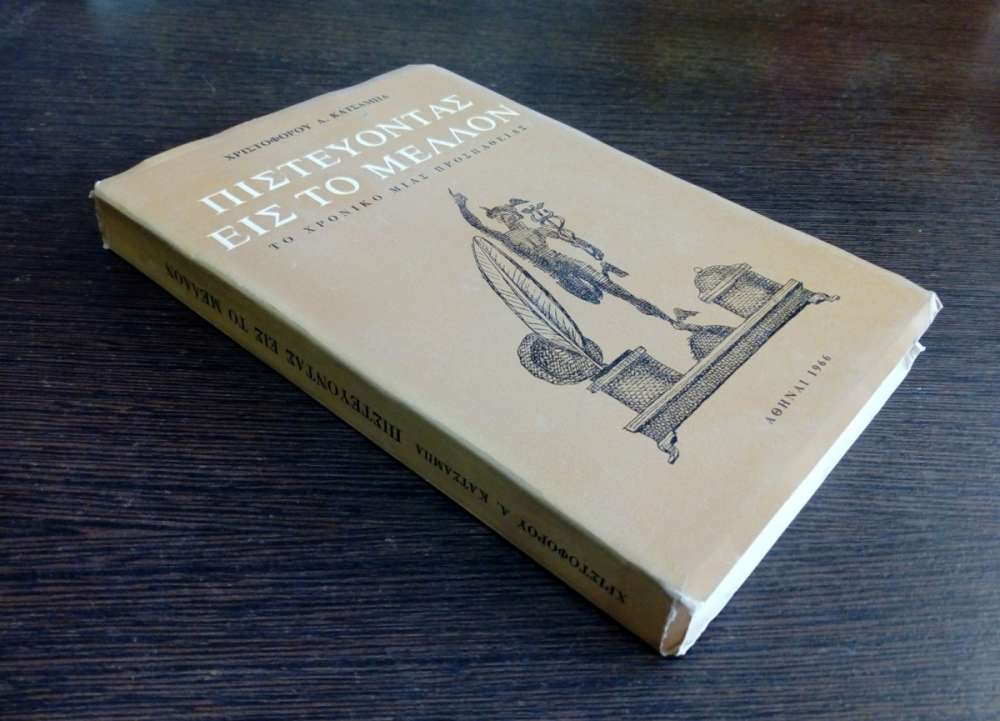 ΧΡΙΣΤΟΦΟΡΟΥ Α. ΚΑΤΣΑΜΠΑ
ΠΙΣΤΕΥΟΝΤΑΣ
ΕΙΣ ΤΟ ΜΕΛΛΟΝ
ΤΟ ΧΡΟΝΙΚΟ ΜΙΑΣ ΠΡΟΣΠΑΘΕΙΑΣ
ΑΘΗΝΑΙ 1966
ΧΡΙΣΤΟΦΟΡΟΥ Α. ΚΑΤΣΑΜΠΑ ΠΙΣΤΕΥΟΝΤΑΣ ΕΙΣ ΤΟ ΜΕΛΛΟΝ